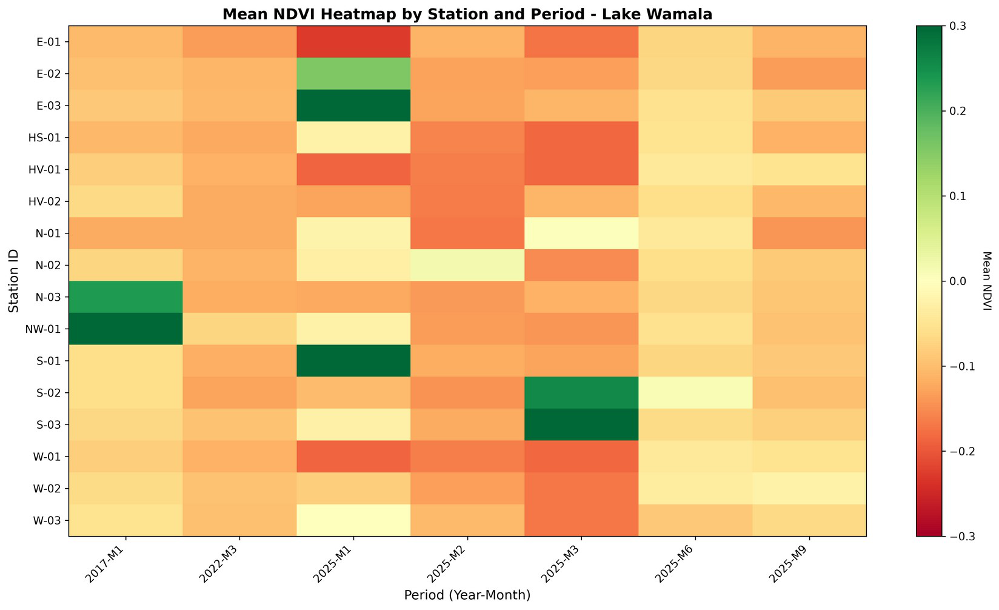 Mean NDVI Heatmap by Station and Period - Lake Wamala
Station ID
E-01
E-02
E-03
HS-01
HV-01
HV-02
N-01
N-02
N-03
NW-01
S-01
S-02
S-03
W-01
W-02
W-03
2017-M1
2022-M3
2025-M1
2025-M2
2025-M3
2025-M6
2025-M9
Period (Year-Month)
0.3
0.2
0.1
0.0
−0.1
−0.2
−0.3
Mean NDVI